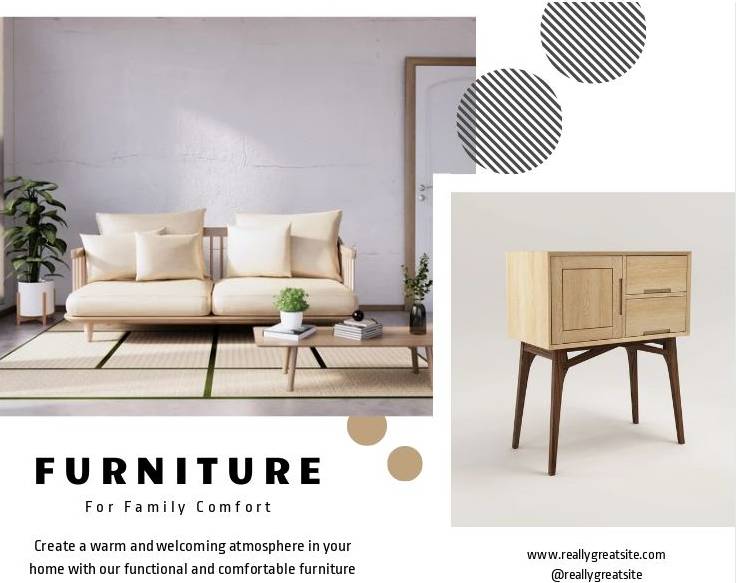 FURNITURE
For Family Comfort
Create a warm and welcoming atmosphere in your
home with our functional and comfortable furniture
www.reallygreatsite.com
@reallygreatsite